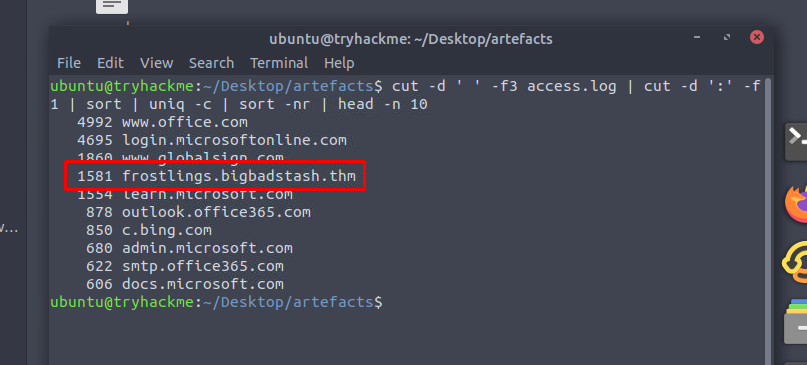 ubuntu@tryhackme: ~/Desktop/artefacts
File Edit View Search Terminal Help
ubuntu@tryhackme:~/Desktop/artefacts$ cut -d ' ' -f3 access.log | cut -d ':' -f
1 | sort | uniq -c | sort -nr | head -n 10
4992 www.office.com
4695 login.microsoftonline.com
1860 www.globalsign.com
1581 frostlings.bigbadstash.thm
1554 learn.microsoft.com
878 outlook.office365.com
850 c.bing.com
680 admin.microsoft.com
622 smtp.office365.com
606 docs.microsoft.com
ubuntu@tryhackme:~/Desktop/artefacts$
w...